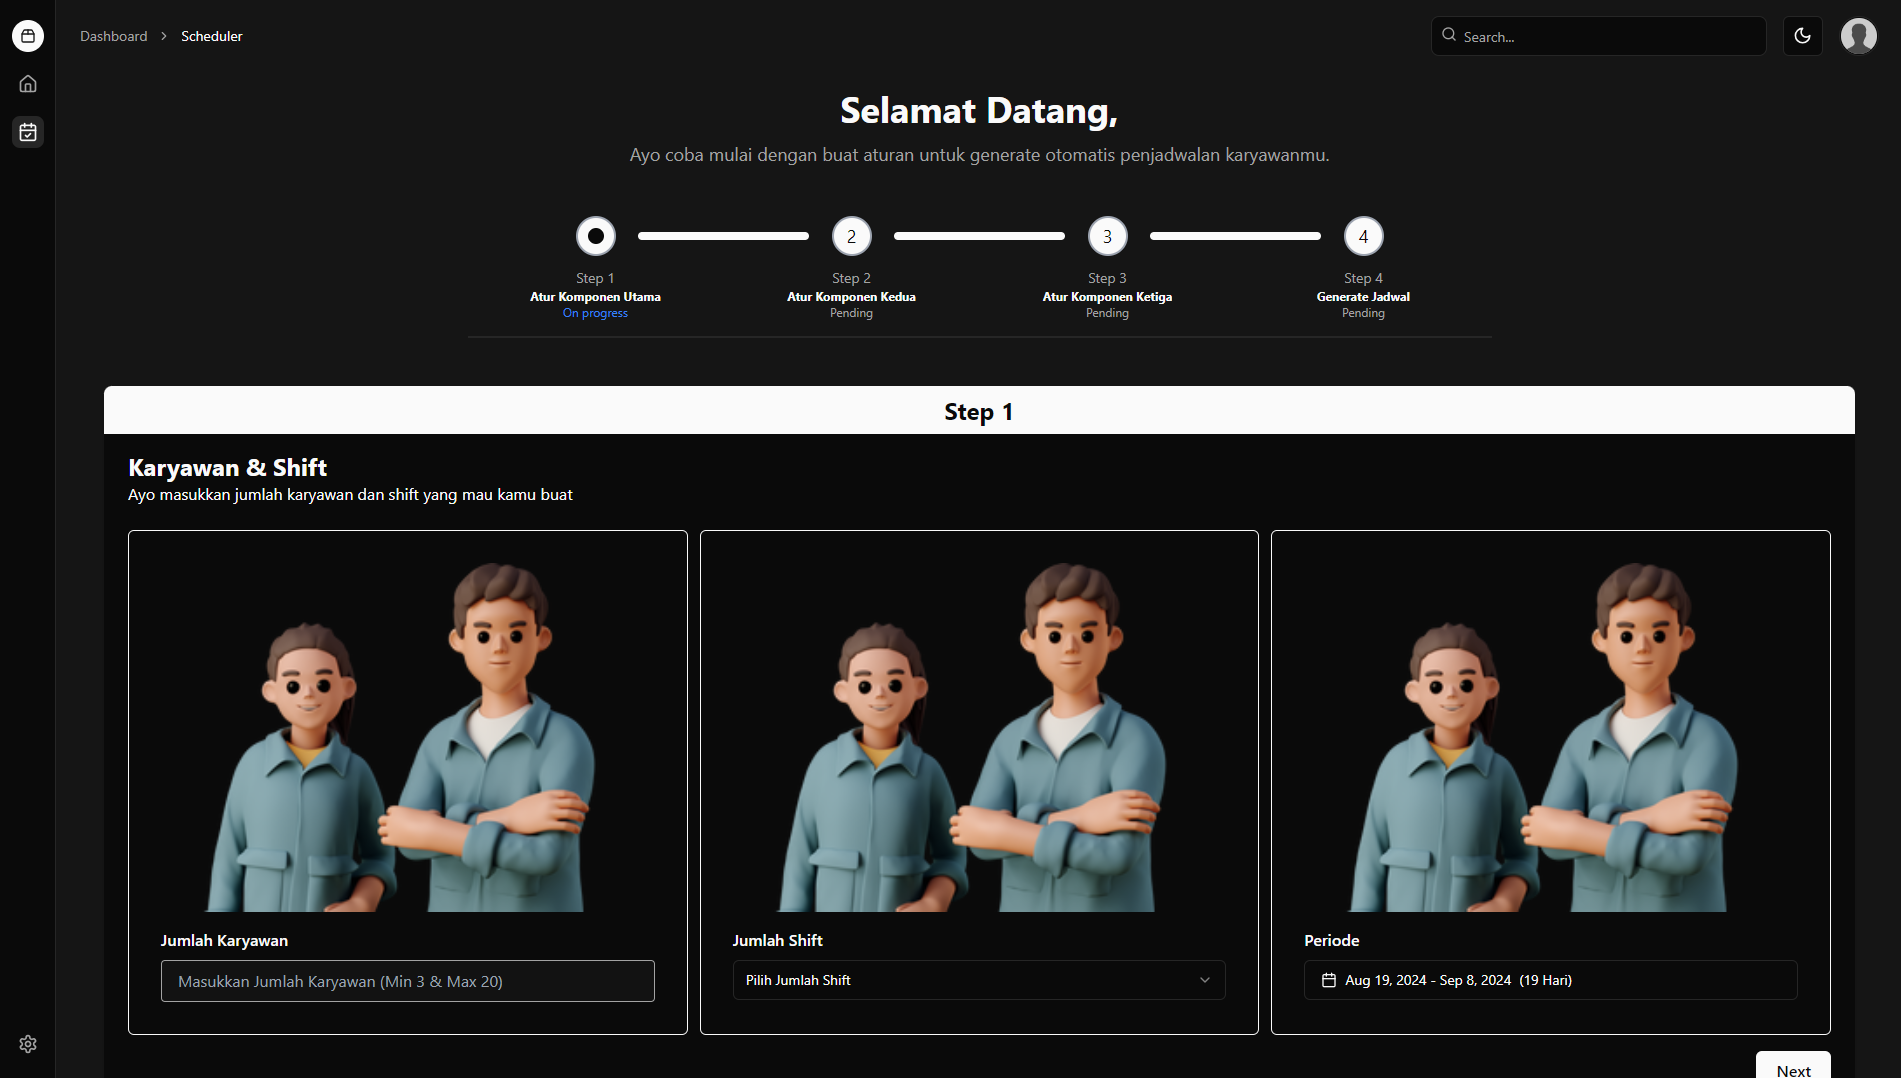 Dashboard > Scheduler
Search...
Selamat Datang,
Ayo coba mulai dengan buat aturan untuk generate otomatis penjadwalan karyawanmu.
2
3
4
Step 1
Atur Komponen Utama
On progress
Step 2
Atur Komponen Kedua
Pending
Step 3
Atur Komponen Ketiga
Pending
Step 4
Generate Jadwal
Pending
Step 1
Karyawan & Shift
Ayo masukkan jumlah karyawan dan shift yang mau kamu buat
Jumlah Karyawan
Masukkan Jumlah Karyawan (Min 3 & Max 20)
Jumlah Shift
Pilih Jumlah Shift
Periode
Aug 19, 2024 - Sep 8, 2024 (19 Hari)
Next